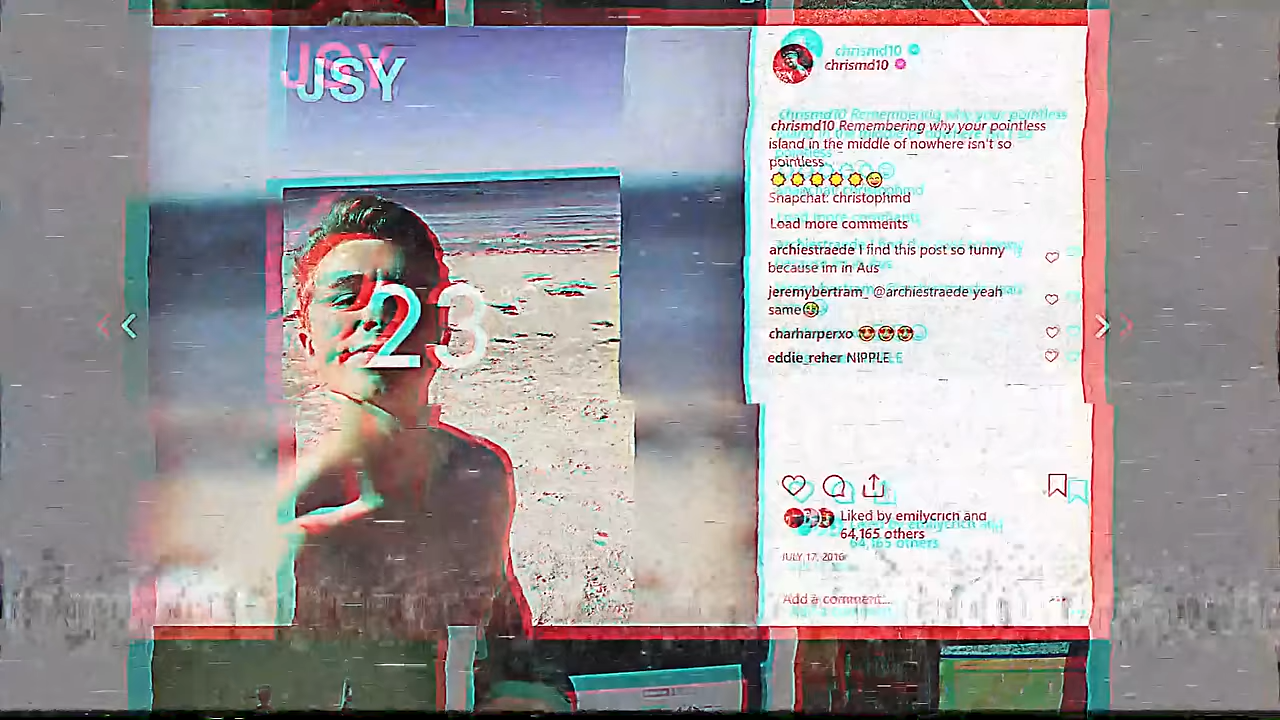 JSY
23
chrismd10
chrismd10 Remembering why your pointless
island in the middle of nowhere isn't so
pointless
Snapchat: christophmd
Load more comments
archiestraede I find this post so funny
because im in Aus
jeremybertram_ @archiestraede yeah
same
charharperxo
eddie_reher NIPPLE
Liked by emilycrich and
64,165 others
JULY 17, 2016
Add a comment...